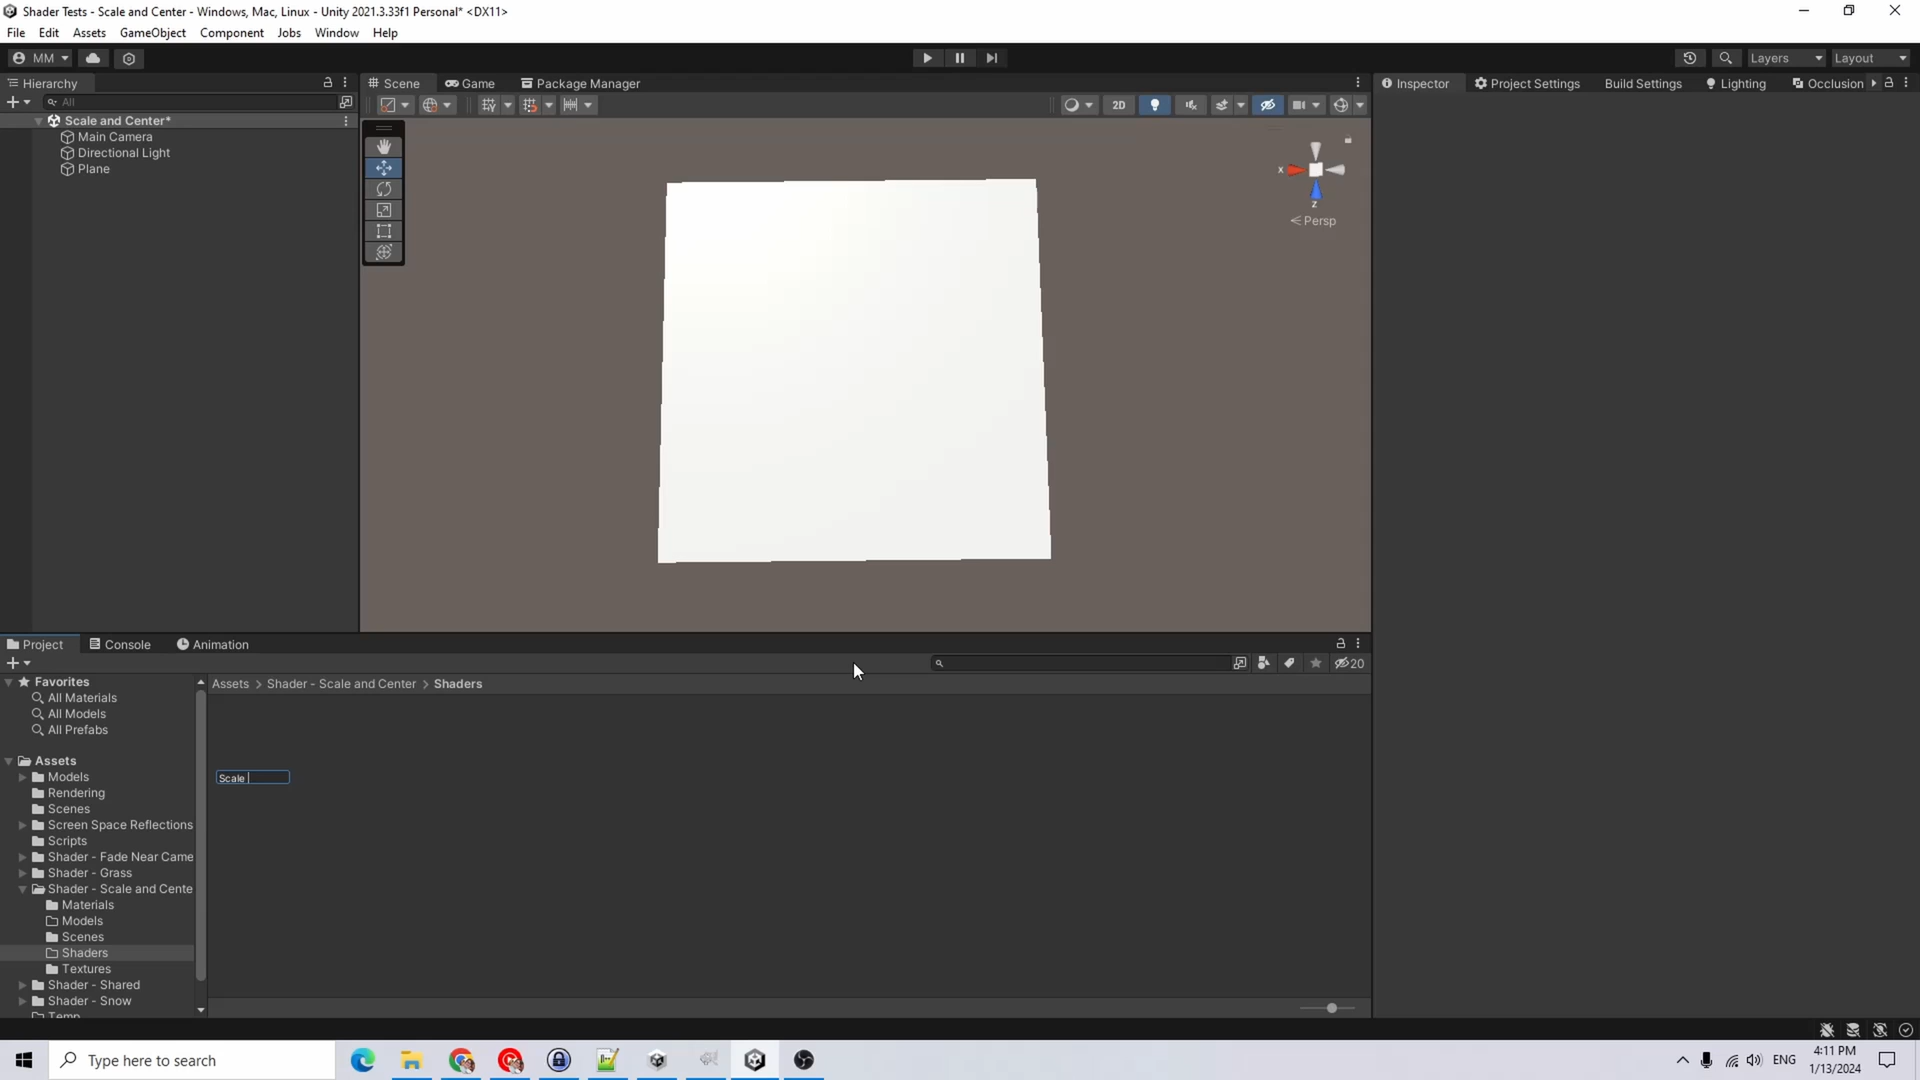 Shader Tests - Scale and Center - Windows, Mac, Linux - Unity 2021.3.33f1 Personal* <DX11>
File Edit Assets GameObject Component Jobs Window Help
MM Layers Layout
Hierarchy Scene Game Package Manager Inspector Project Settings Build Settings Lighting Occlusion
All 2D
Scale and Center*
Main Camera
Directional Light
Plane
x
z
Persp
Project Console Animation
20
Favorites
Assets > Shader - Scale and Center > Shaders
All Materials
All Models
All Prefabs
Assets
Models
Scale
Rendering
Scenes
Screen Space Reflections
Scripts
Shader - Fade Near Came
Shader - Grass
Shader - Scale and Cente
Materials
Models
Scenes
Shaders
Textures
Shader - Shared
Shader - Snow
Temp
Type here to search
ENG
4:11 PM
1/13/2024